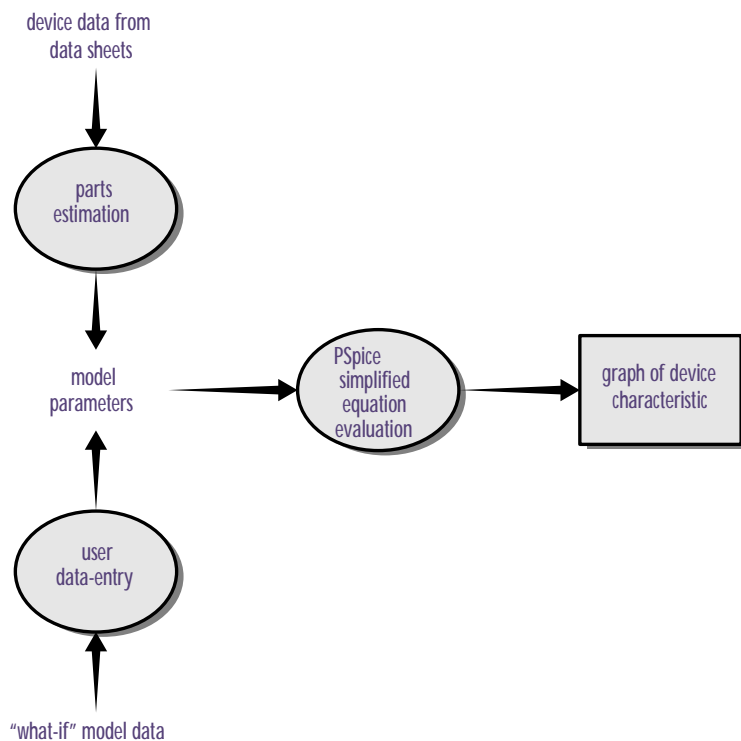 device data from
data sheets
parts
estimation
model
parameters
PSpice
simplified
equation
evaluation
graph of device
characteristic
user
data-entry
“what-if” model data